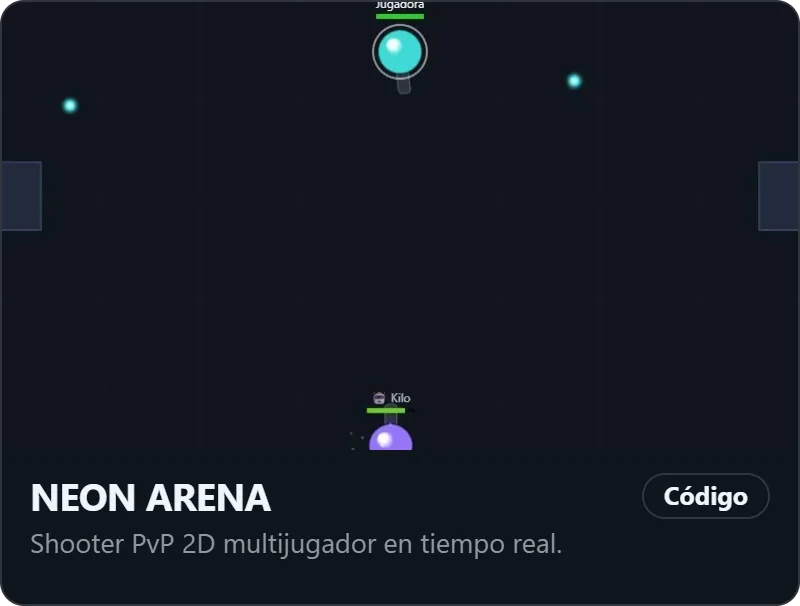 Jugadora
Kilo
NEON ARENA
Código
Shooter PvP 2D multijugador en tiempo real.